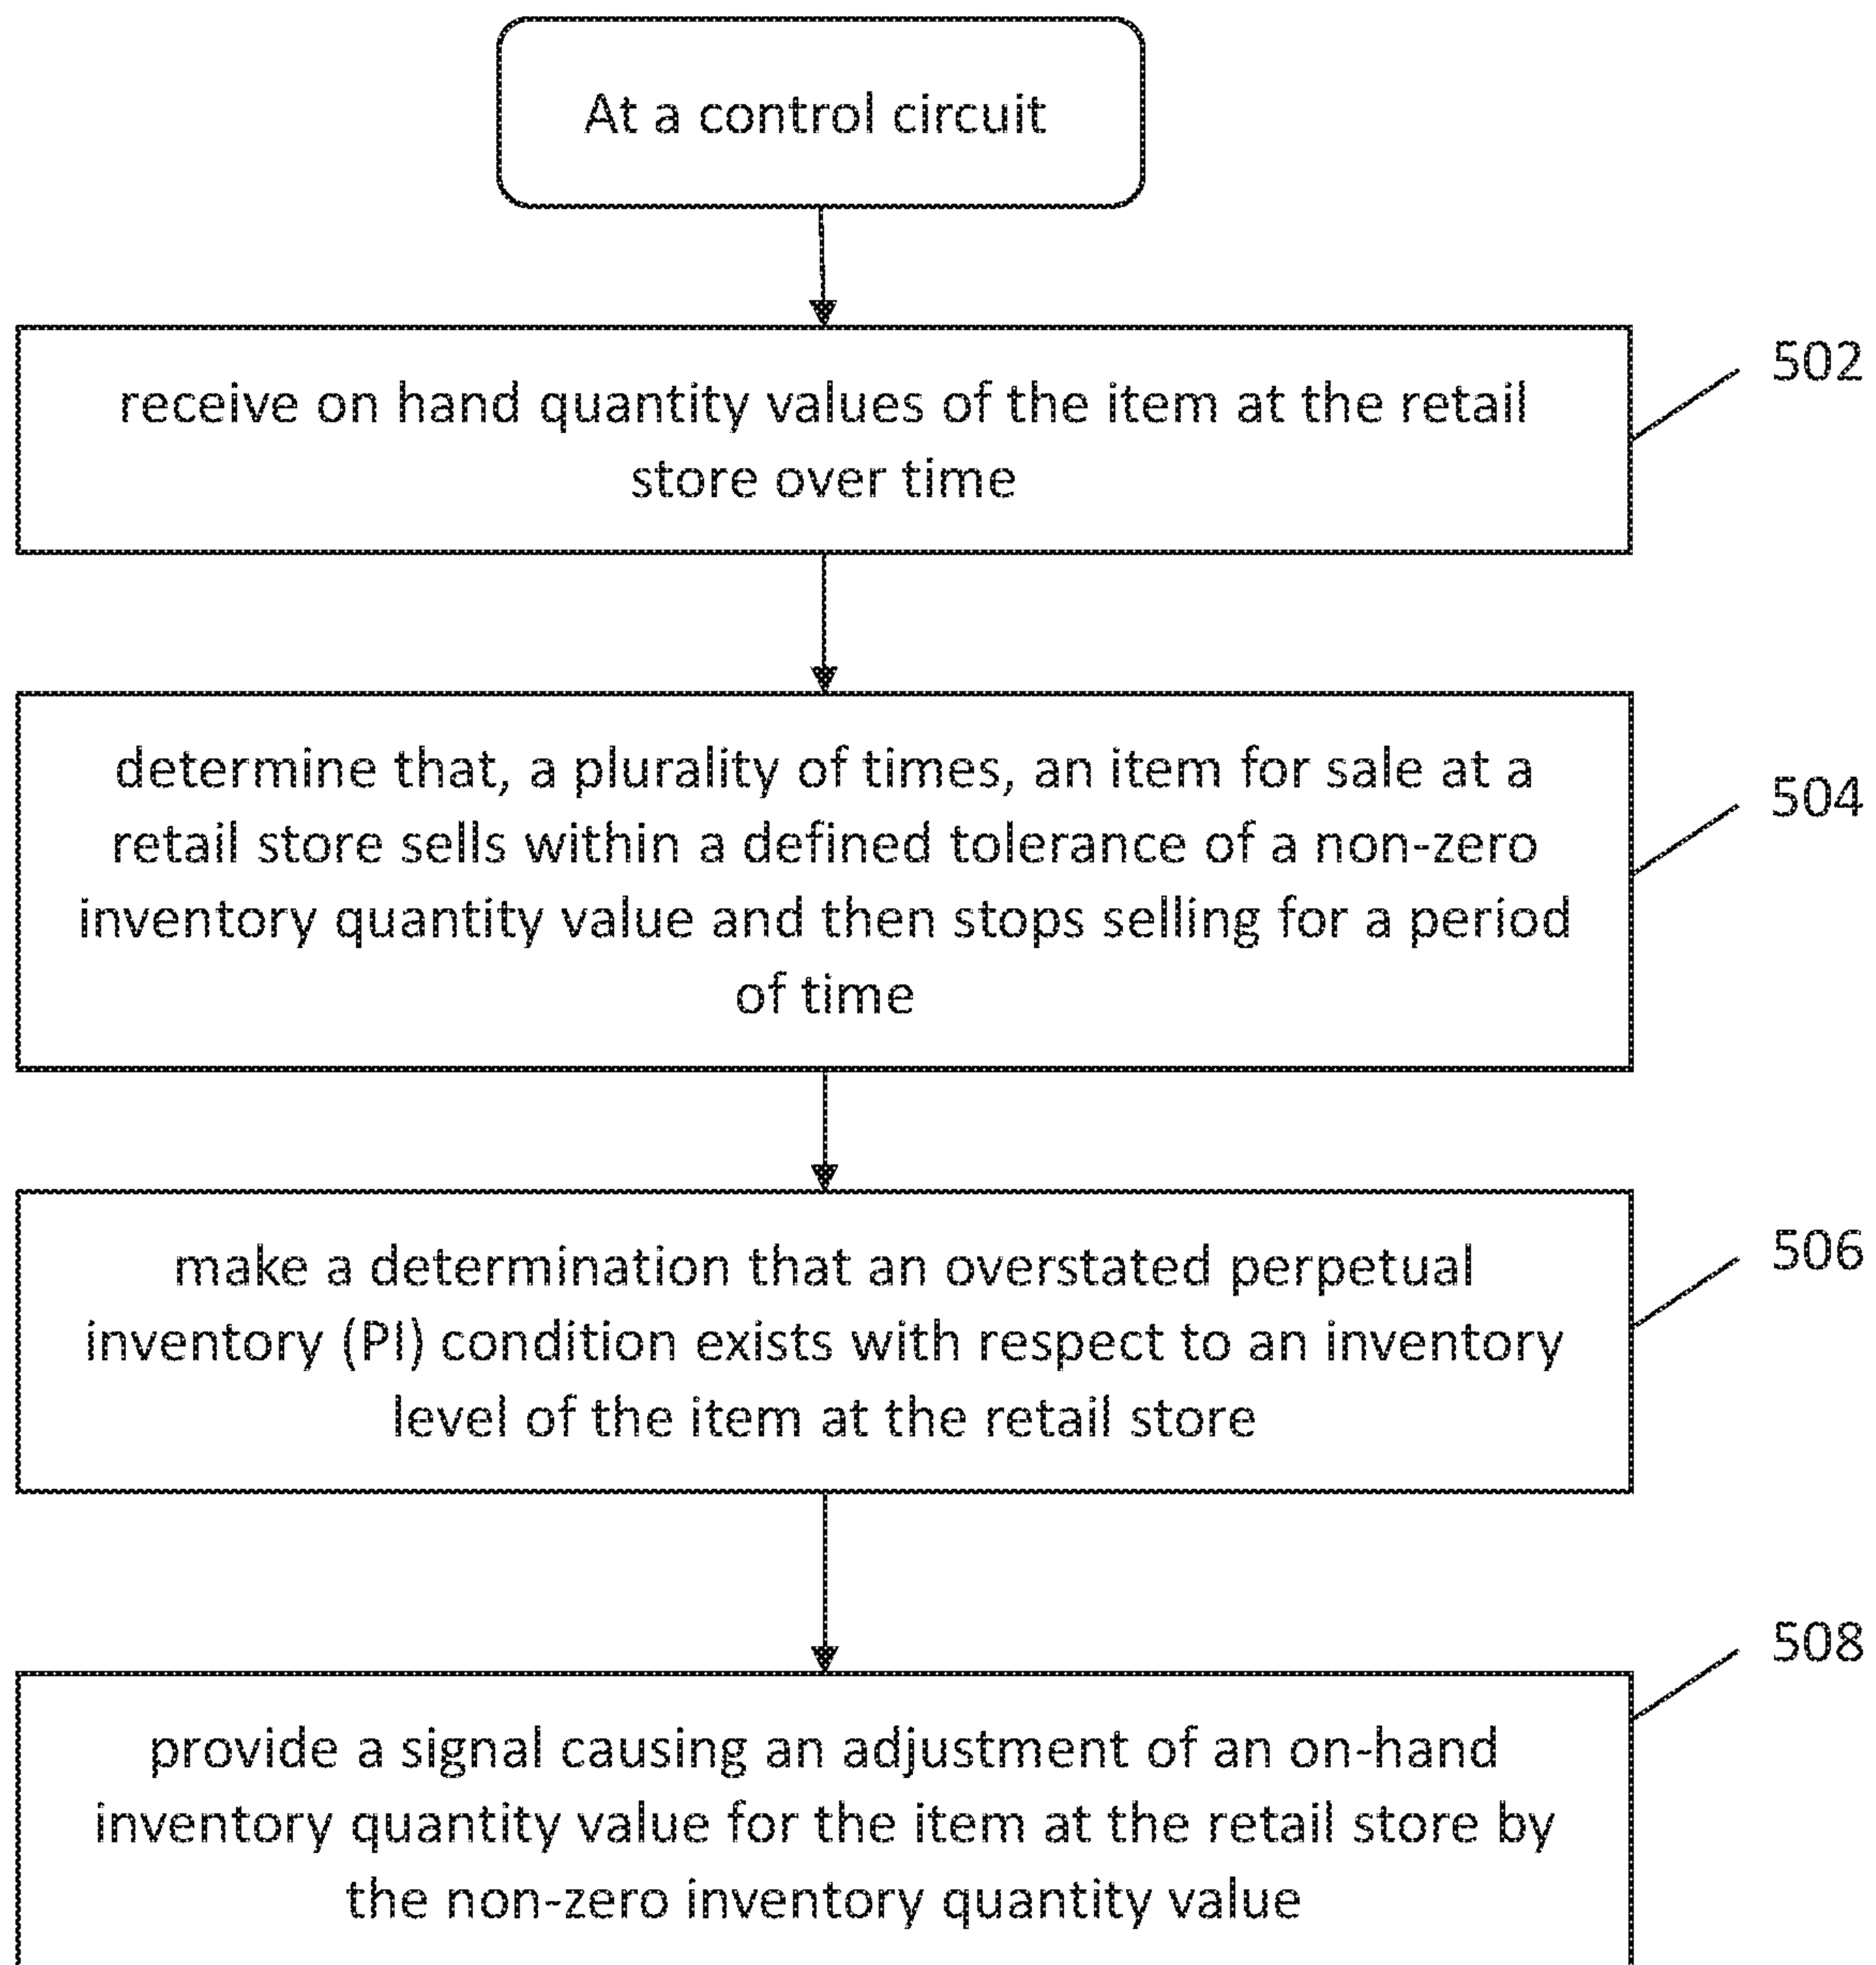 At a control circuit
502
receive on hand quantity values of the item at the retail
store over time
504
determine that, a plurality of times, an item for sale at a
retail store sells within a defined tolerance of a non-zero
inventory quantity value and then stops selling for a period
of time
506
make a determination that an overstated perpetual
inventory (PI) condition exists with respect to an inventory
level of the item at the retail store
508
provide a signal causing an adjustment of an on-hand
inventory quantity value for the item at the retail store by
the non-zero inventory quantity value